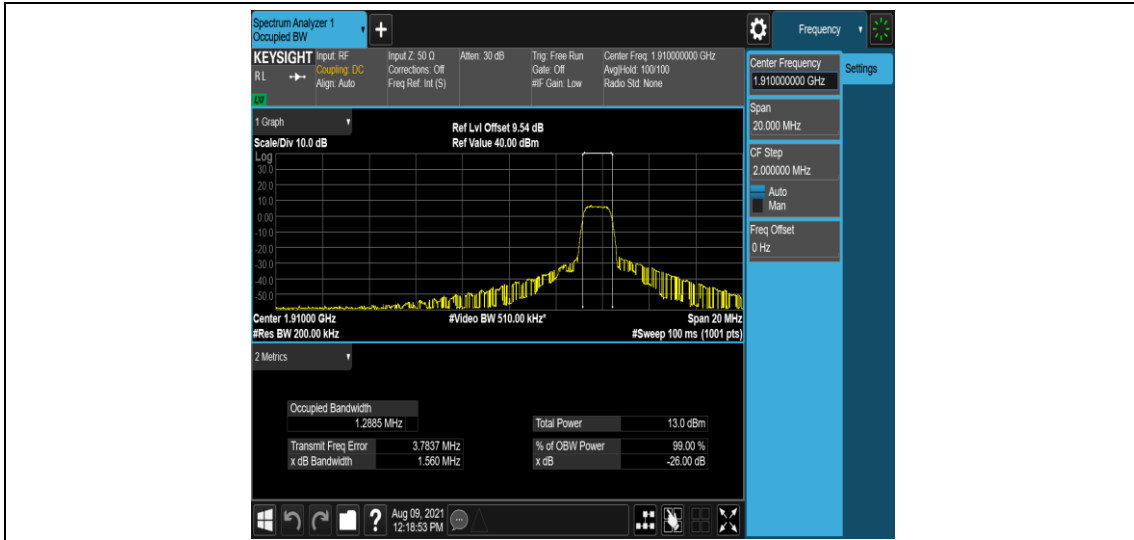 Spectrum Analyzer 1
Occupied BW
Frequency
KEYSIGHT
RL
Input: RF
Coupling: DC
Align: Auto
Input Z: 50 Ω
Corrections: Off
Freq Ref: Int (S)
Atten: 30 dB
Trig: Free Run
Gate: Off
#IF Gain: Low
Center Freq: 1.910000000 GHz
Avg|Hold: 100/100
Radio Std: None
1 Graph
Scale/Div 10.0 dB
Ref Lvl Offset 9.54 dB
Ref Value 40.00 dBm
Log
30.0
20.0
10.0
0.00
-10.0
-20.0
-30.0
-40.0
-50.0
Center 1.91000 GHz
#Res BW 200.00 kHz
#Video BW 510.00 kHz*
Span 20 MHz
#Sweep 100 ms (1001 pts)
2 Metrics
Occupied Bandwidth
1.2885 MHz
Transmit Freq Error 3.7837 MHz
x dB Bandwidth 1.560 MHz
Total Power 13.0 dBm
% of OBW Power 99.00 %
x dB -26.00 dB
Aug 09, 2021
12:18:53 PM
Center Frequency
1.910000000 GHz
Settings
Span
20.000 MHz
CF Step
2.000000 MHz
Auto
Man
Freq Offset
0 Hz